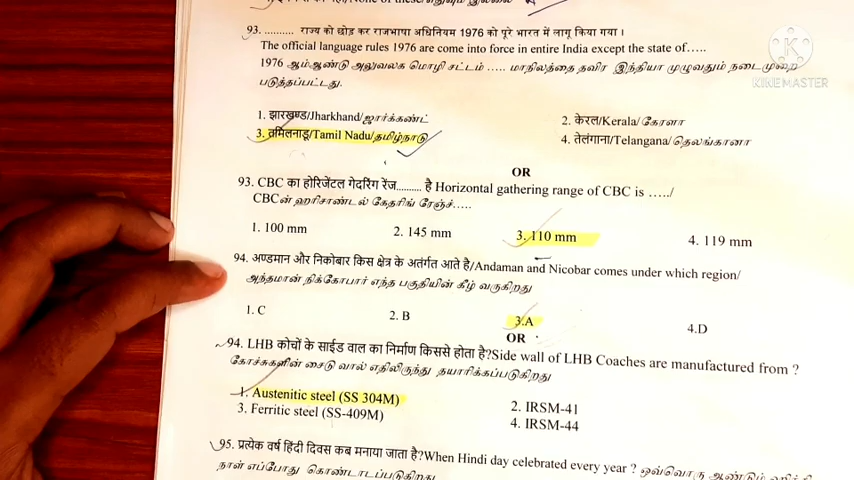 93. .......... राज्य को छोड़ कर राजभाषा अधिनियम 1976 को पूरे भारत में लागू किया गया।
The official language rules 1976 are come into force in entire India except the state of.....
1976 ஆம்ஆண்டு அலுவலக மொழி சட்டம் ..... மாநிலத்தை தவிர இந்தியா முழுவதும் நடைமுறை
படுத்தப்பட்டது.
KINEMASTER
1. झारखण्ड/Jharkhand/ஜார்க்கண்ட்
2. केरल/Kerala/கேரளா
3. तमिलनाडू/Tamil Nadu/தமிழ்நாடு
4. तेलंगाना/Telangana/தெலங்கானா
OR
93. CBC का होरिजेंटल गेदरिंग रेंज.......... है Horizontal gathering range of CBC is ...../
CBCன் ஹரிசாண்டல் கேதரிங் ரேஞ்ச்.....
1. 100 mm
2. 145 mm
3. 110 mm
4. 119 mm
94. अण्डमान और निकोबार किस क्षेत्र के अतंर्गत आते है/Andaman and Nicobar comes under which region/
அந்தமான் நிக்கோபார் எந்த பகுதியின் கீழ் வருகிறது
1. C
2. B
3.A
4.D
OR
94. LHB कोचों के साईड वाल का निर्माण किससे होता है?Side wall of LHB Coaches are manufactured from ?
கோச்சுகளின் சைடு வால் எதிலிருந்து தயாரிக்கப்படுகிறது
1. Austenitic steel (SS 304M)
2. IRSM-41
3. Ferritic steel (SS-409M)
4. IRSM-44
95. प्रत्येक वर्ष हिंदी दिवस कब मनाया जाता है?When Hindi day celebrated every year ? ஒவ்வொரு ஆண்டும்
நாள் எப்போது கொண்டாடப்படுகிறது